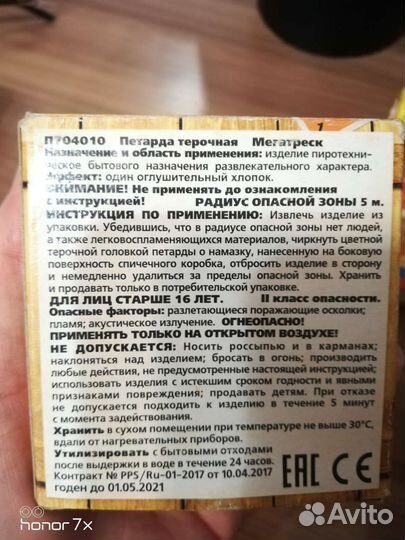 П704010 Петарда терочная Мегатреск
Назначение и область применения: изделие пиротехни-
ческое бытового назначения развлекательного характера.
Эффект: один оглушительный хлопок.
ВНИМАНИЕ! Не применять до ознакомления
с инструкцией! РАДИУС ОПАСНОЙ ЗОНЫ 5 м.
ИНСТРУКЦИЯ ПО ПРИМЕНЕНИЮ: Извлечь изделие из
упаковки. Убедившись, что в радиусе опасной зоны нет людей,
а также легковоспламеняющихся материалов, чиркнуть цветной
терочной головкой петарды о намазку, нанесенную на боковую
поверхность спичечного коробка, отбросить изделие в сторону
и немедленно удалиться за пределы опасной зоны. Хранить и
продавать только в потребительской упаковке.
ДЛЯ ЛИЦ СТАРШЕ 16 ЛЕТ. II класс опасности.
Опасные факторы: разлетающиеся поражающие осколки;
пламя; акустическое излучение. ОГНЕОПАСНО!
ПРИМЕНЯТЬ ТОЛЬКО НА ОТКРЫТОМ ВОЗДУХЕ!
НЕ ДОПУСКАЕТСЯ: Носить россыпью и в карманах;
наклоняться над изделием; бросать в огонь; производить
любые действия, не предусмотренные настоящей инструкцией;
использовать изделия с истекшим сроком годности и явными
признаками повреждения; продавать детям. При отказе
не допускается подходить к изделию в течение 5 минут
с момента задействования.
Хранить в сухом помещении при температуре не выше 30°С,
вдали от нагревательных приборов.
Утилизировать с бытовыми отходами
после выдержки в воде в течение 24 часов.
Контракт № PPS/Ru-01-2017 от 10.04.2017
годен до 01.05.2021
EAC CE
honor 7x
Avito